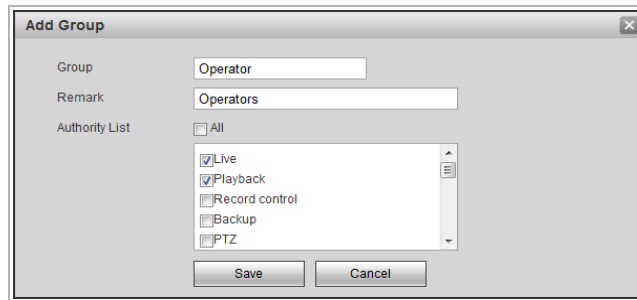 Add Group
Group Operator
Remark Operators
Authority List All
Live
Playback
Record control
Backup
PTZ
Save Cancel